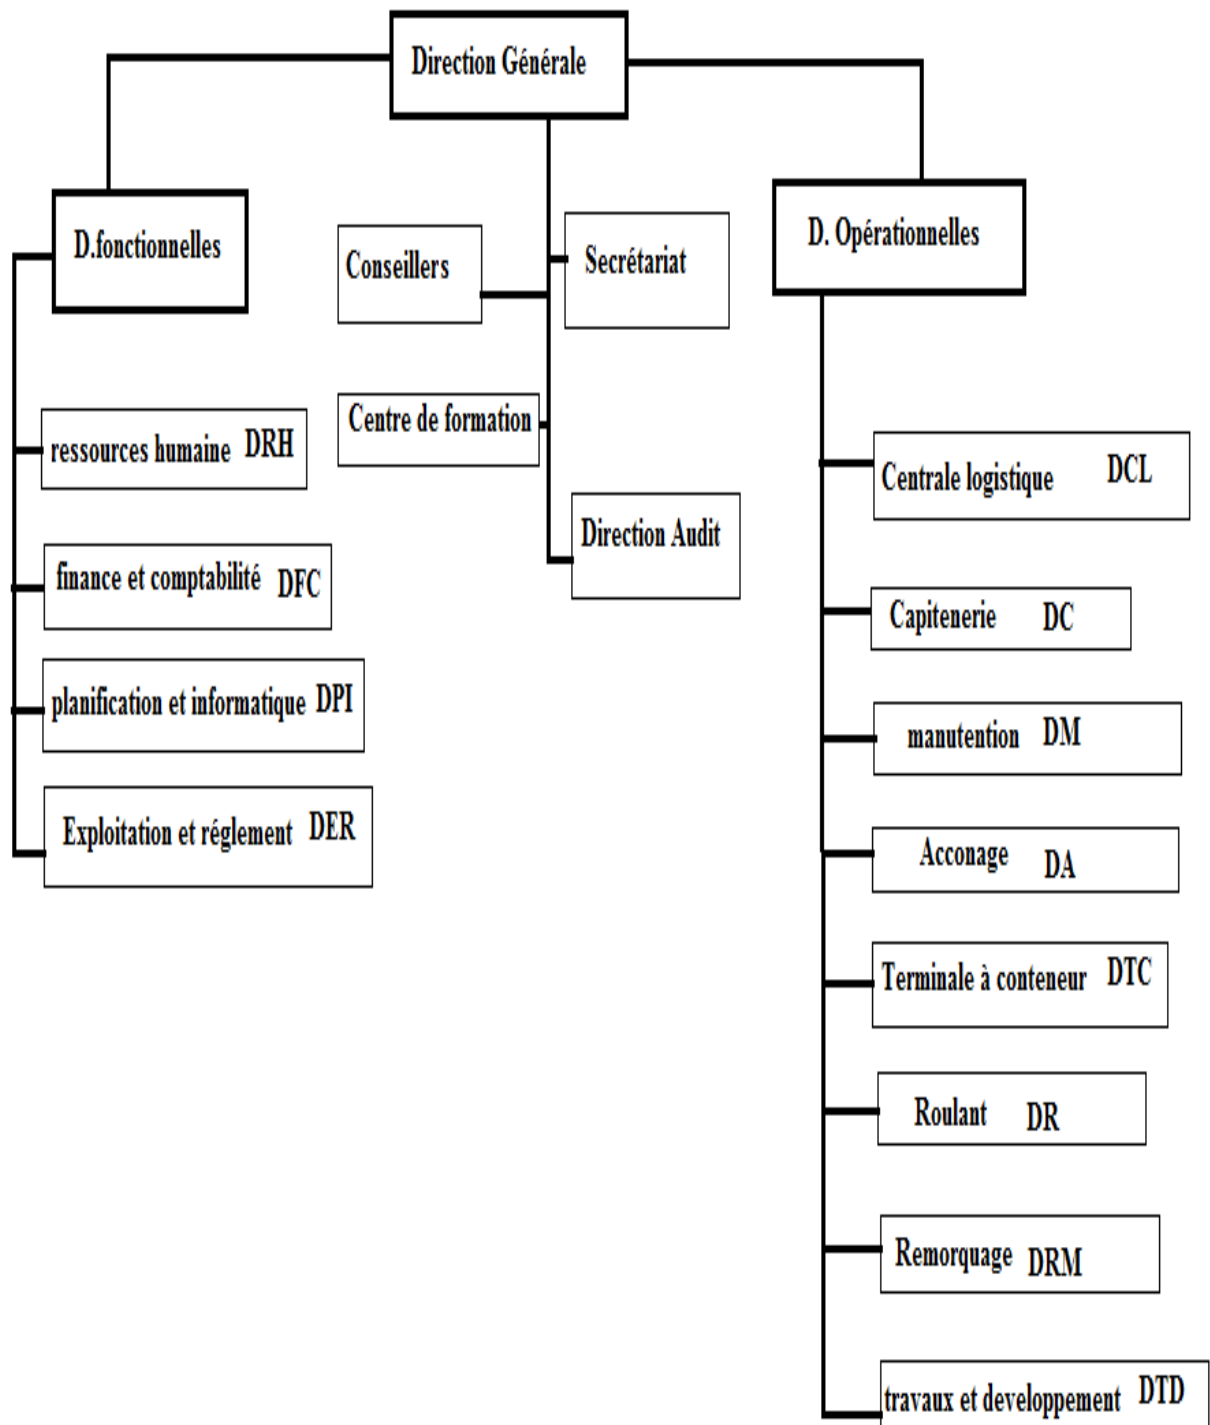 Direction Générale
D.fonctionnelles
Conseillers
Secrétariat
D. Opérationnelles
Centre de formation
Direction Audit
ressources humaine DRH
finance et comptabilité DFC
planification et informatique DPI
Exploitation et réglement DER
Centrale logistique DCL
Capitenerie DC
manutention DM
Acconage DA
Terminale à conteneur DTC
Roulant DR
Remorquage DRM
travaux et developpement DTD